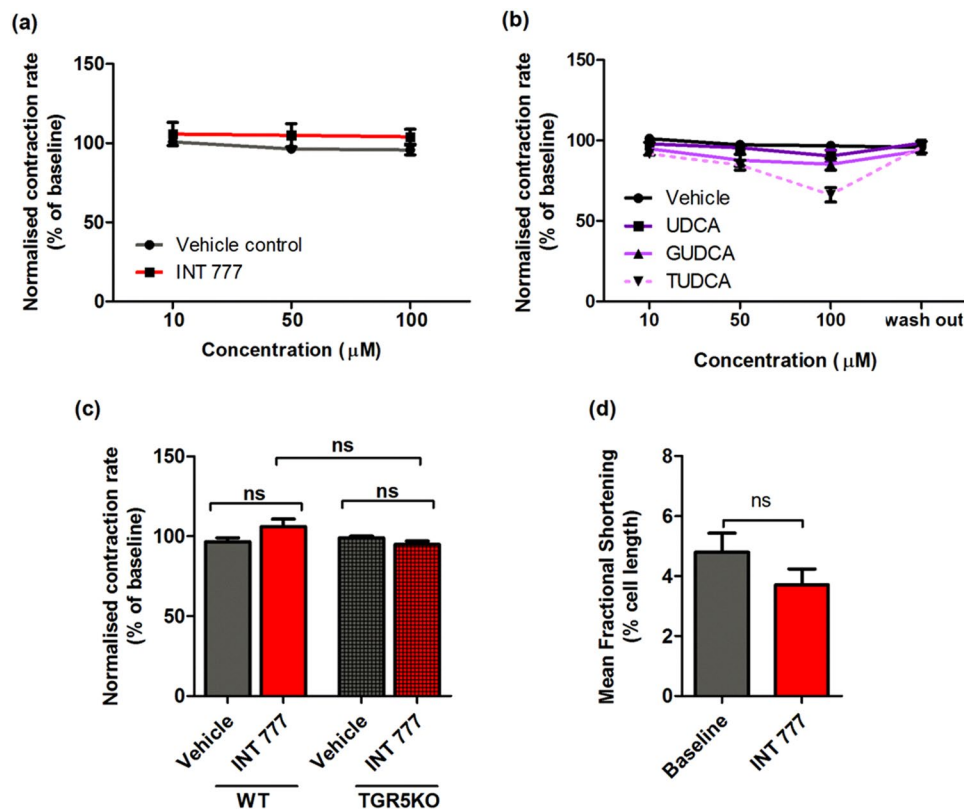 (a)
Normalised contraction rate
(% of baseline)
150
100
50
0
Vehicle control
INT 777
10
50
100
Concentration ( μM)
(b)
Normalised contraction rate
(% of baseline)
150
100
50
0
Vehicle
UDCA
GUDCA
TUDCA
10
50
100
wash out
Concentration ( μM)
(c)
Normalised contraction rate
(% of baseline)
150
100
50
0
ns
ns
ns
Vehicle
INT 777
Vehicle
INT 777
WT
TGR5KO
(d)
Mean Fractional Shortening
(% cell length)
8
6
4
2
0
ns
Baseline
INT 777